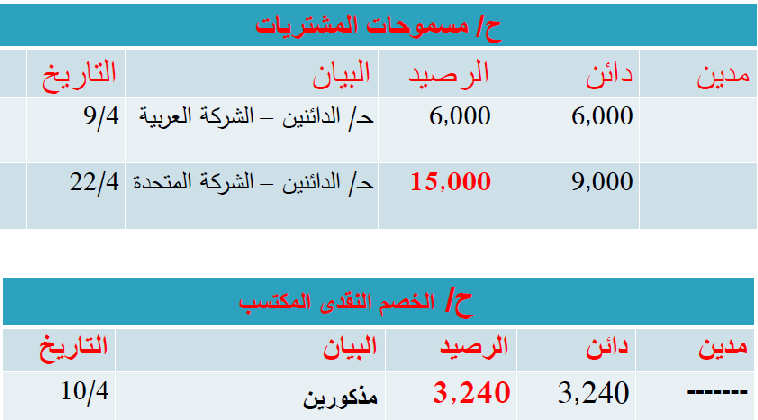 ح/ مسموحات المشتريات
مدين دائن الرصيد البيان التاريخ
6,000 6,000 حـ/ الدائنين – الشركة العربية 9/4
9,000 15,000 حـ/ الدائنين – الشركة المتحدة 22/4
ح/ الخصم النقدى المكتسب
مدين دائن الرصيد البيان التاريخ
------- 3,240 3,240 مذكورين 10/4